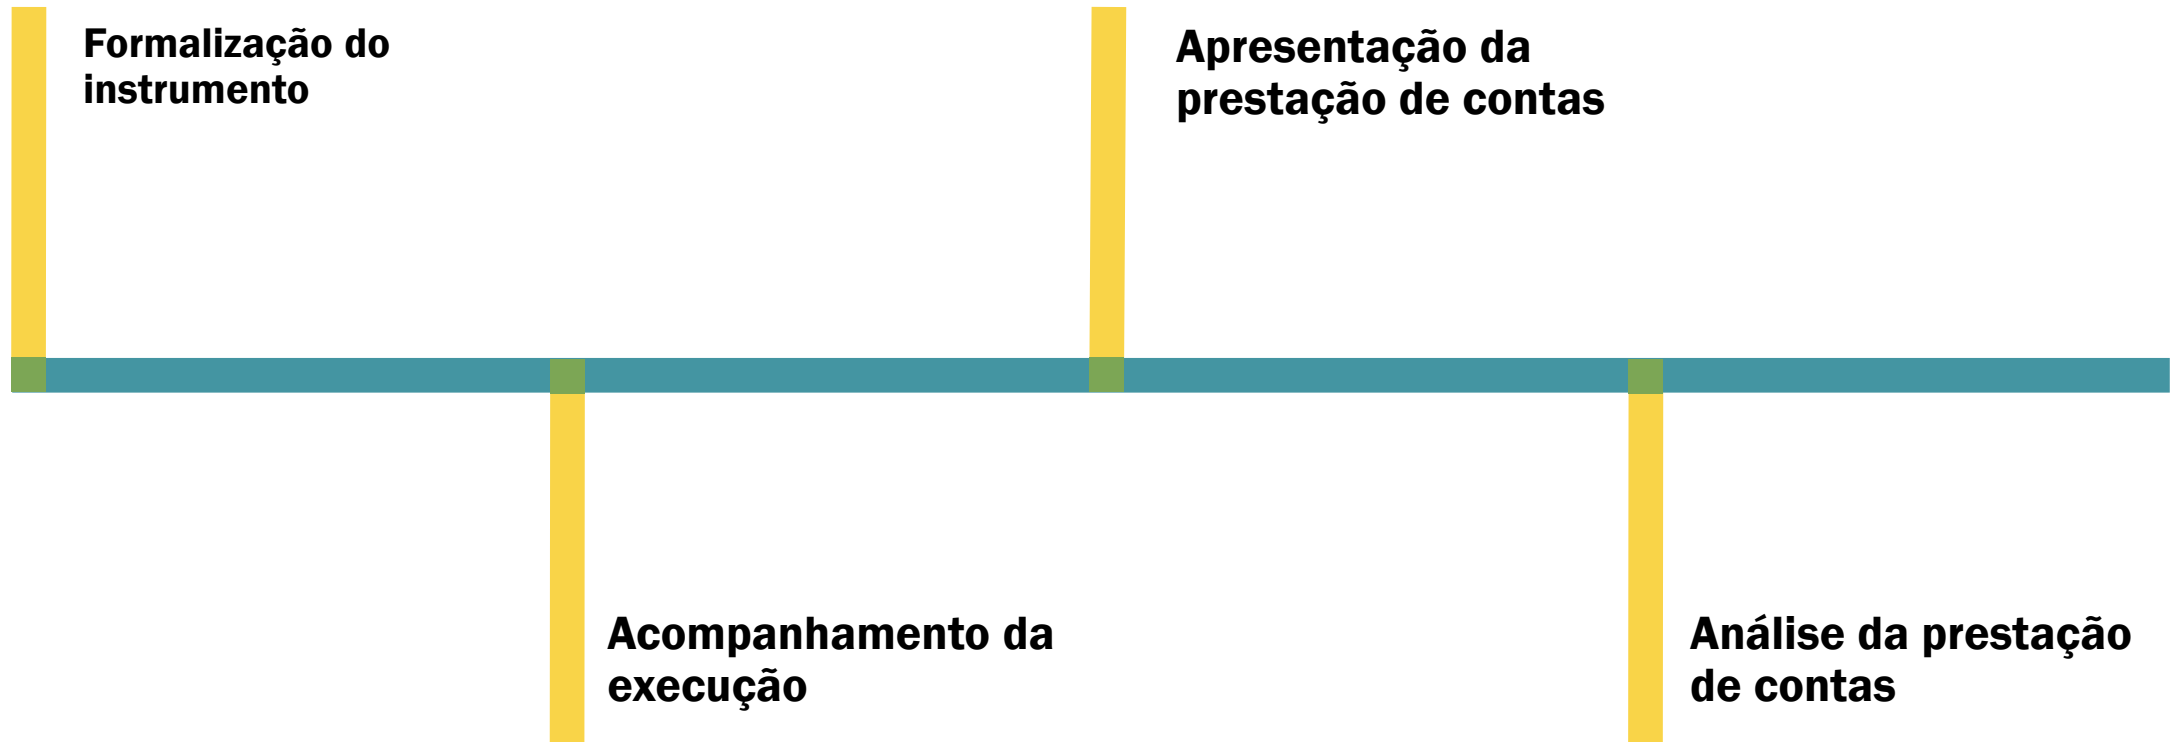 Formalização do
instrumento
Acompanhamento da
execução
Apresentação da
prestação de contas
Análise da prestação
de contas